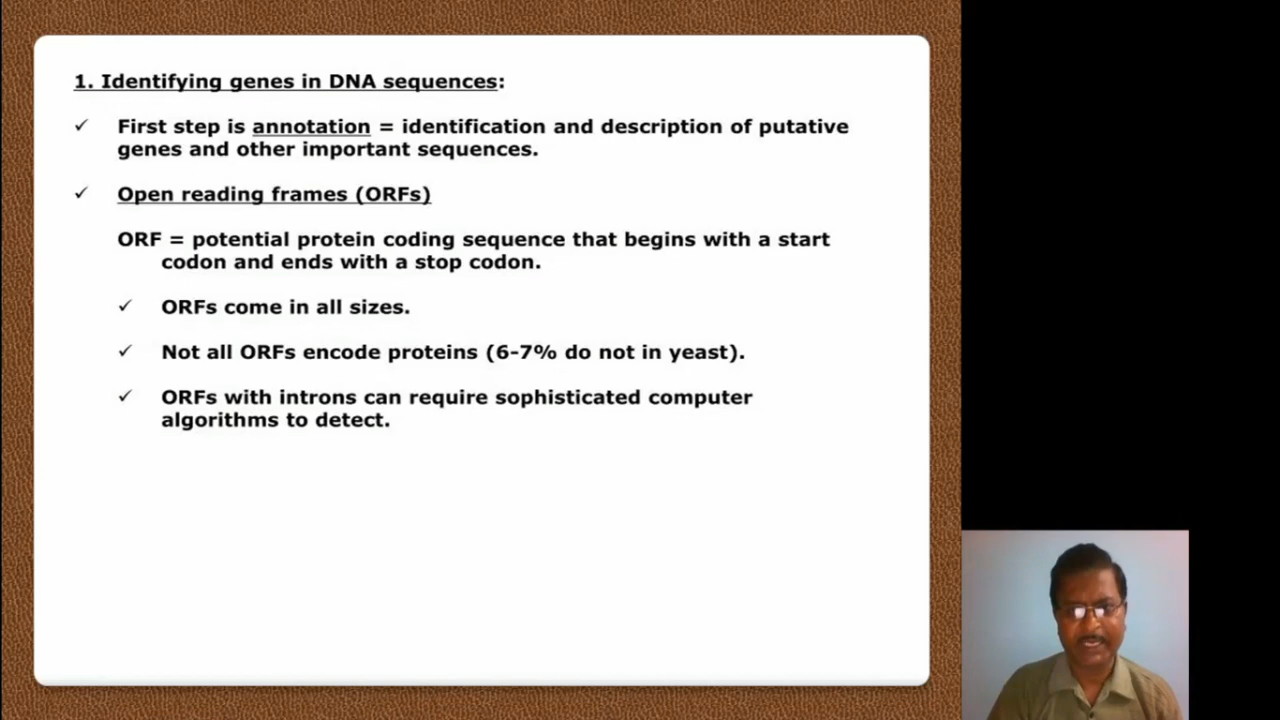 1. Identifying genes in DNA sequences:
✓ First step is annotation = identification and description of putative
genes and other important sequences.
✓ Open reading frames (ORFs)
ORF = potential protein coding sequence that begins with a start
codon and ends with a stop codon.
✓ ORFs come in all sizes.
✓ Not all ORFs encode proteins (6-7% do not in yeast).
✓ ORFs with introns can require sophisticated computer
algorithms to detect.